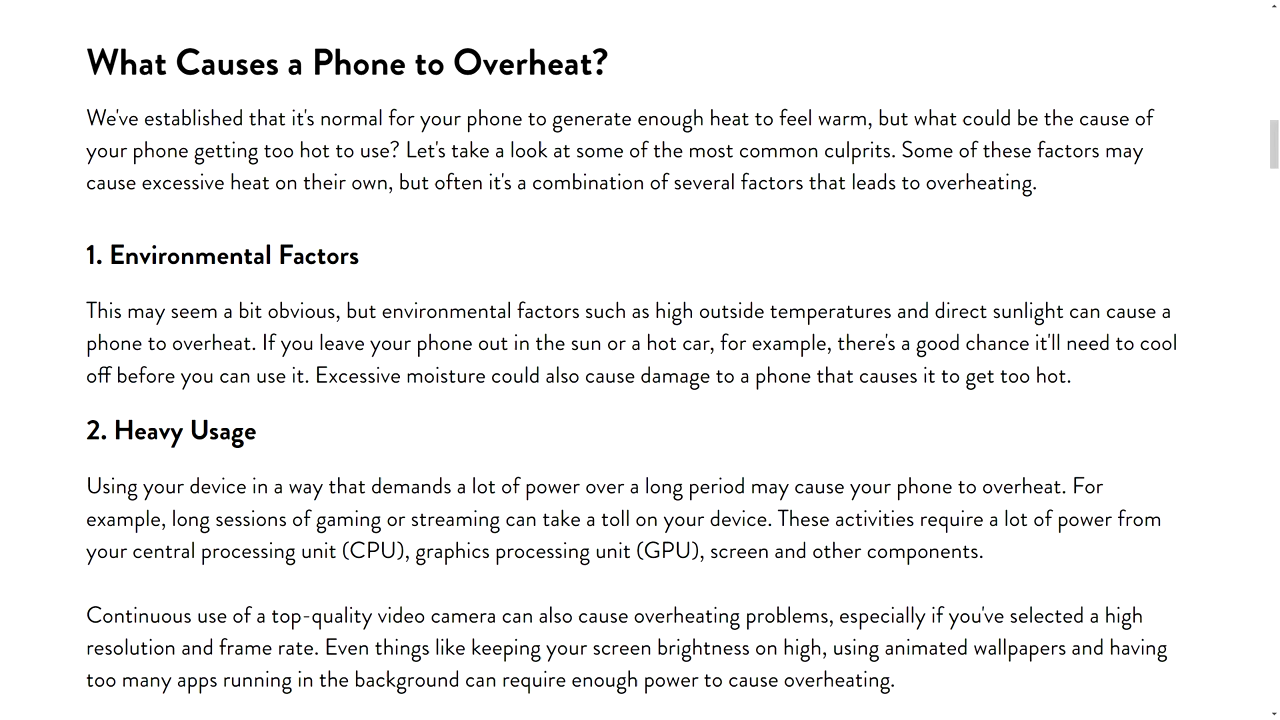 What Causes a Phone to Overheat?
We've established that it's normal for your phone to generate enough heat to feel warm, but what could be the cause of
your phone getting too hot to use? Let's take a look at some of the most common culprits. Some of these factors may
cause excessive heat on their own, but often it's a combination of several factors that leads to overheating.
1. Environmental Factors
This may seem a bit obvious, but environmental factors such as high outside temperatures and direct sunlight can cause a
phone to overheat. If you leave your phone out in the sun or a hot car, for example, there's a good chance it'll need to cool
off before you can use it. Excessive moisture could also cause damage to a phone that causes it to get too hot.
2. Heavy Usage
Using your device in a way that demands a lot of power over a long period may cause your phone to overheat. For
example, long sessions of gaming or streaming can take a toll on your device. These activities require a lot of power from
your central processing unit (CPU), graphics processing unit (GPU), screen and other components.
Continuous use of a top-quality video camera can also cause overheating problems, especially if you've selected a high
resolution and frame rate. Even things like keeping your screen brightness on high, using animated wallpapers and having
too many apps running in the background can require enough power to cause overheating.